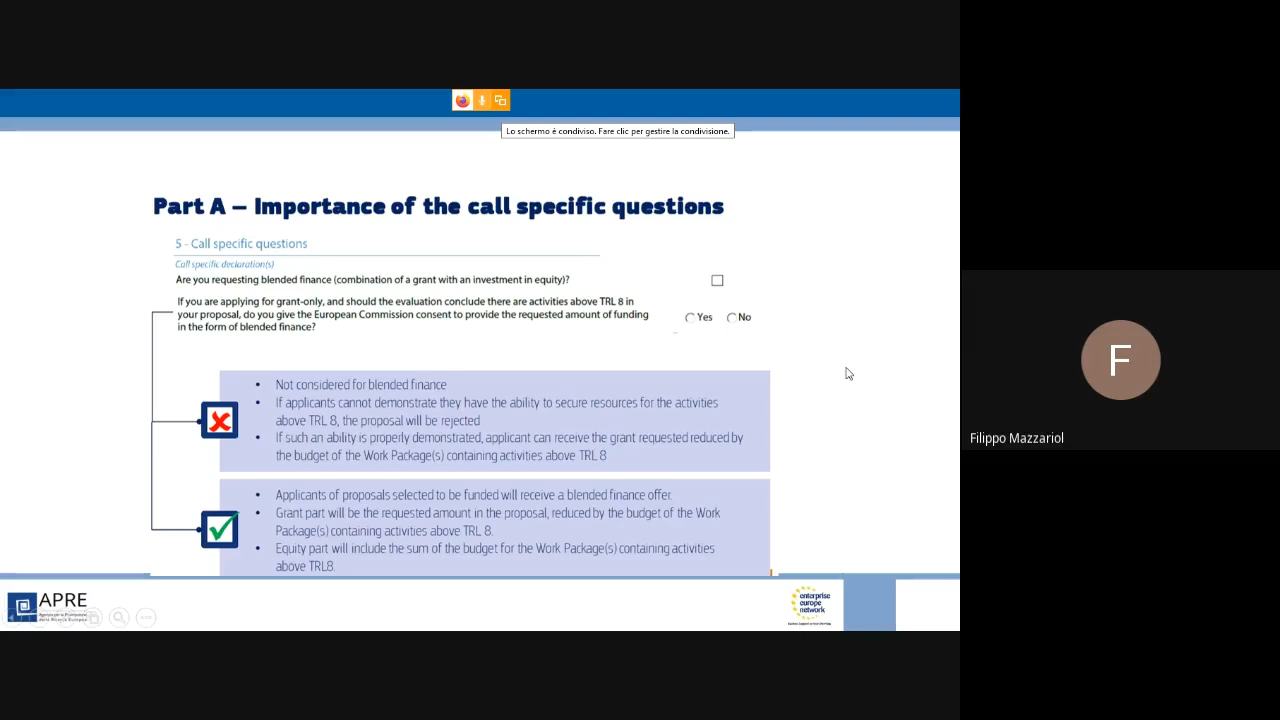 Lo schermo è condiviso. Fare clic per gestire la condivisione.
Part A – Importance of the call specific questions
5 - Call specific questions
Call specific declaration(s)
Are you requesting blended finance (combination of a grant with an investment in equity)?
If you are applying for grant-only, and should the evaluation conclude there are activities above TRL 8 in
your proposal, do you give the European Commission consent to provide the requested amount of funding
in the form of blended finance?
Yes No
• Not considered for blended finance
• If applicants cannot demonstrate they have the ability to secure resources for the activities
above TRL 8, the proposal will be rejected
• If such an ability is properly demonstrated, applicant can receive the grant requested reduced by
the budget of the Work Package(s) containing activities above TRL 8
• Applicants of proposals selected to be funded will receive a blended finance offer.
• Grant part will be the requested amount in the proposal, reduced by the budget of the Work
Package(s) containing activities above TRL 8.
• Equity part will include the sum of the budget for the Work Package(s) containing activities
above TRL8.
APRE
enterprise
europe
network
F
Filippo Mazzariol